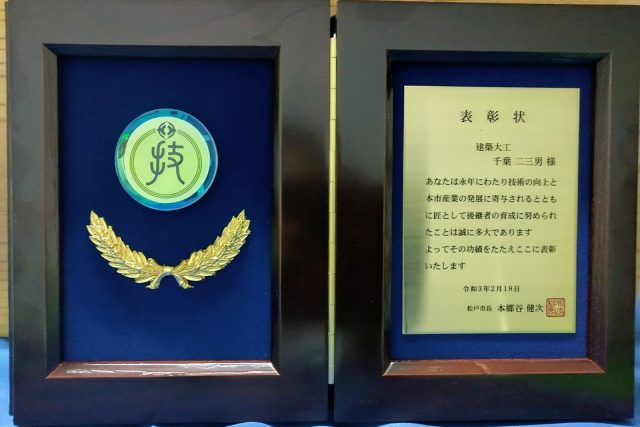 技
表彰状
建築大工
千葉 二三男 様
あなたは永年にわたり技術の向上と
本市産業の発展に寄与されるととも
に匠として後継者の育成に努められ
たことは誠に多大であります
よってその功績をたたえここに表彰
いたします
令和3年2月18日
松戸市長 本郷谷 健次